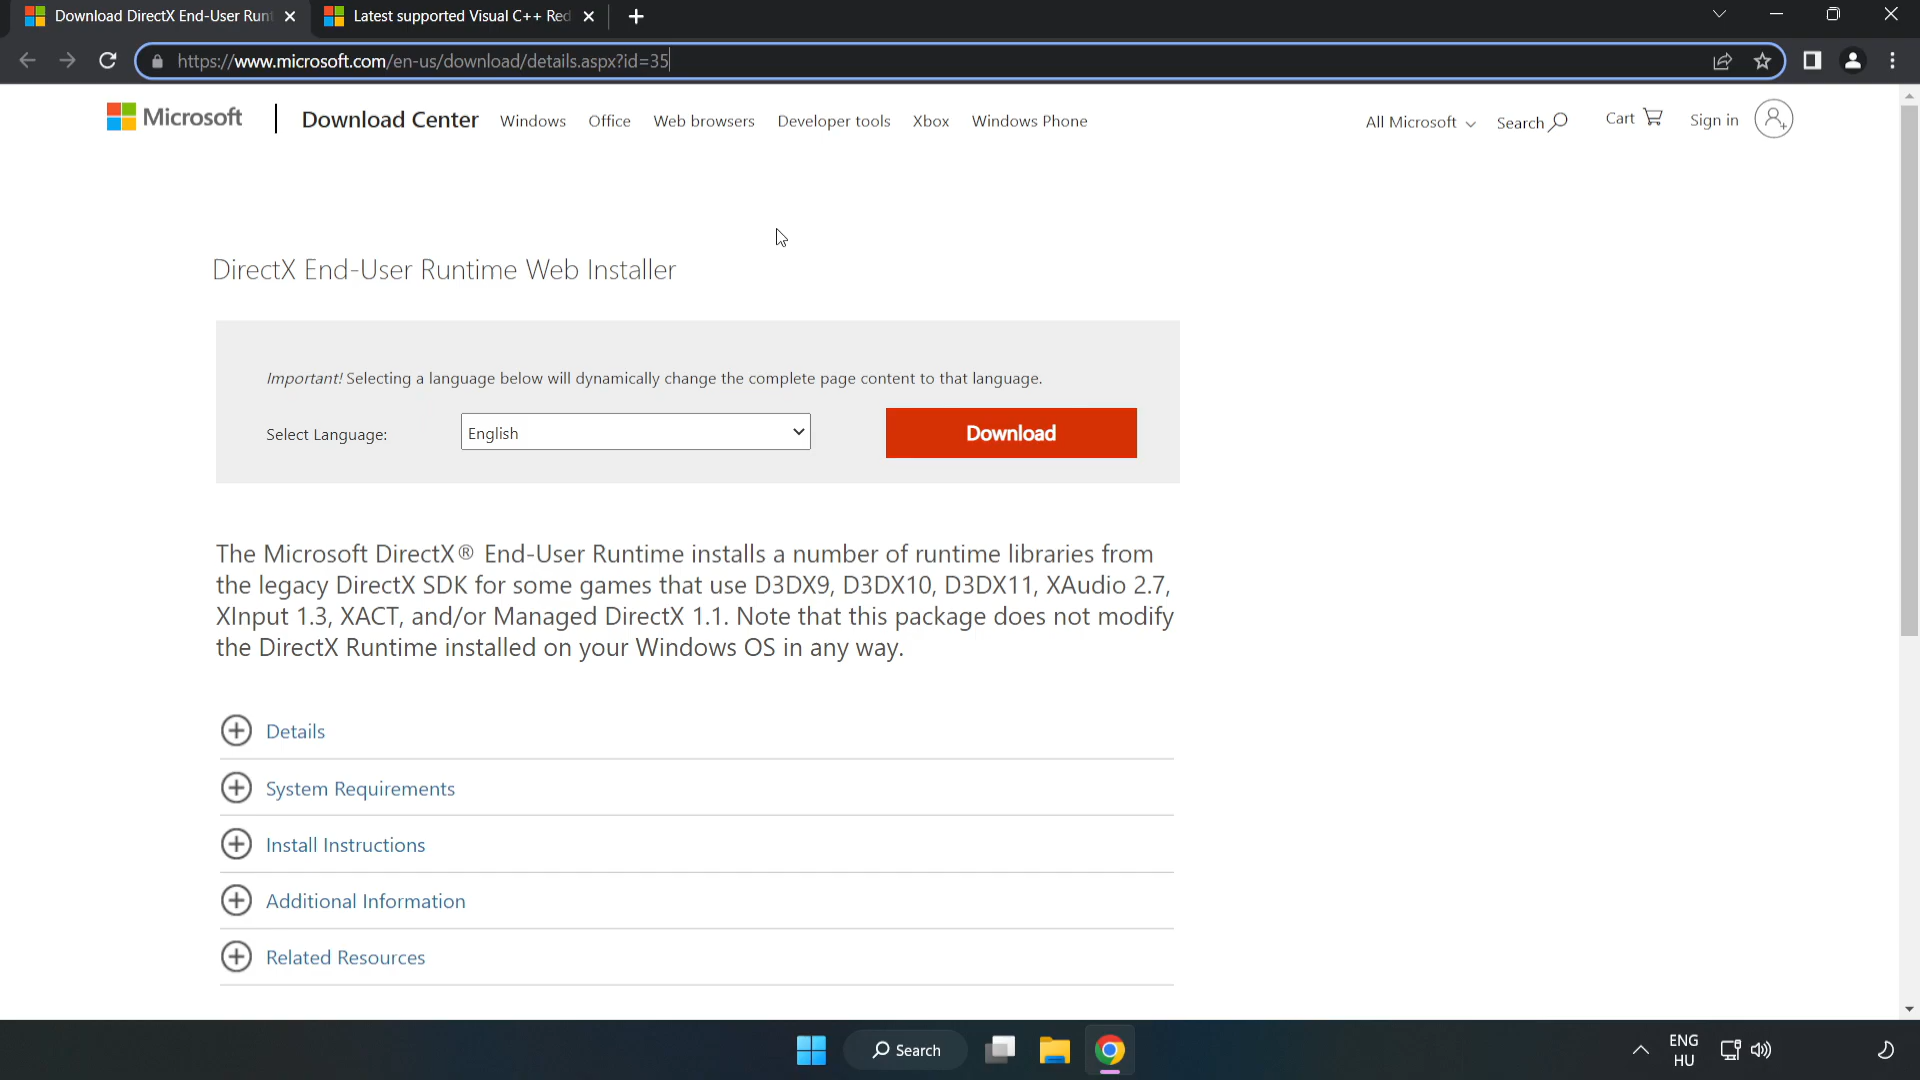 Download DirectX End-User Runt
Latest supported Visual C++ Red
https://www.microsoft.com/en-us/download/details.aspx?id=35
Microsoft
Download Center
Windows
Office
Web browsers
Developer tools
Xbox
Windows Phone
All Microsoft
Search
Cart
Sign in
DirectX End-User Runtime Web Installer
Important! Selecting a language below will dynamically change the complete page content to that language.
Select Language:
English
Download
The Microsoft DirectX® End-User Runtime installs a number of runtime libraries from
the legacy DirectX SDK for some games that use D3DX9, D3DX10, D3DX11, XAudio 2.7,
XInput 1.3, XACT, and/or Managed DirectX 1.1. Note that this package does not modify
the DirectX Runtime installed on your Windows OS in any way.
Details
System Requirements
Install Instructions
Additional Information
Related Resources
Search
ENG
HU